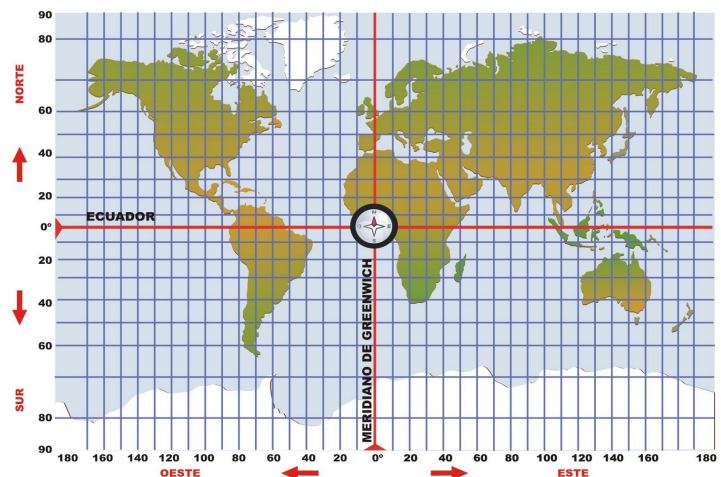 90
80
NORTE
60
40
20
ECUADOR
0º
20
40
60
SUR
80
90
MERIDIANO DE GREENWICH
N
E
S
180 160 140 120 100 80 60 40 20 0º 20 40 60 80 100 120 140 160 180
OESTE ESTE